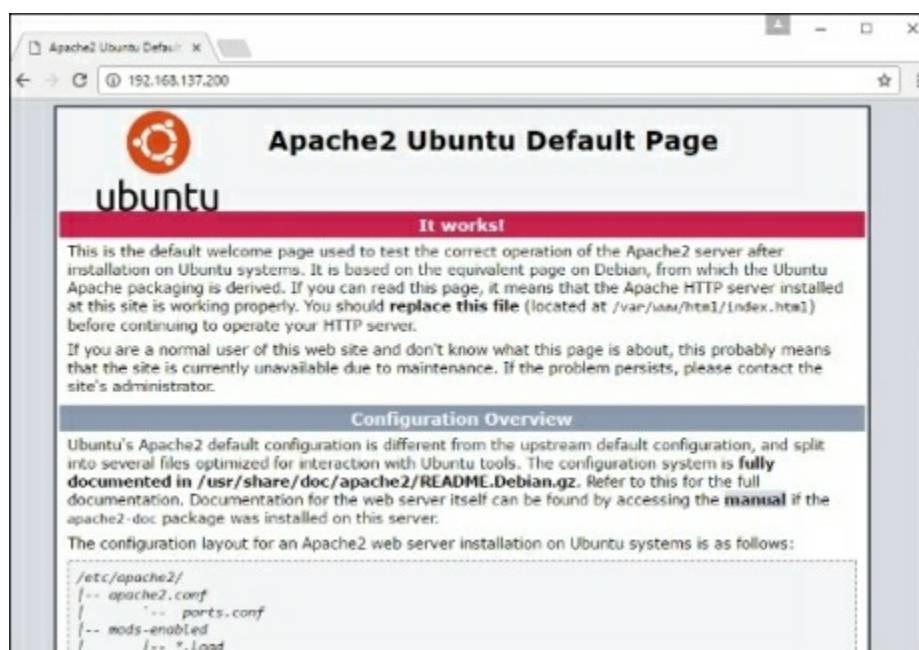 Apache2 Ubuntu Default
192.168.137.200
ubuntu
Apache2 Ubuntu Default Page
It works!
This is the default welcome page used to test the correct operation of the Apache2 server after
installation on Ubuntu systems. It is based on the equivalent page on Debian, from which the Ubuntu
Apache packaging is derived. If you can read this page, it means that the Apache HTTP server installed
at this site is working properly. You should replace this file (located at /var/www/html/index.html)
before continuing to operate your HTTP server.
If you are a normal user of this web site and don't know what this page is about, this probably means
that the site is currently unavailable due to maintenance. If the problem persists, please contact the
site's administrator.
Configuration Overview
Ubuntu's Apache2 default configuration is different from the upstream default configuration, and split
into several files optimized for interaction with Ubuntu tools. The configuration system is fully
documented in /usr/share/doc/apache2/README.Debian.gz. Refer to this for the full
documentation. Documentation for the web server itself can be found by accessing the manual if the
apache2-doc package was installed on this server.
The configuration layout for an Apache2 web server installation on Ubuntu systems is as follows:
/etc/apache2/
|-- apache2.conf
|       `--  ports.conf
|-- mods-enabled
|       |-- *.load